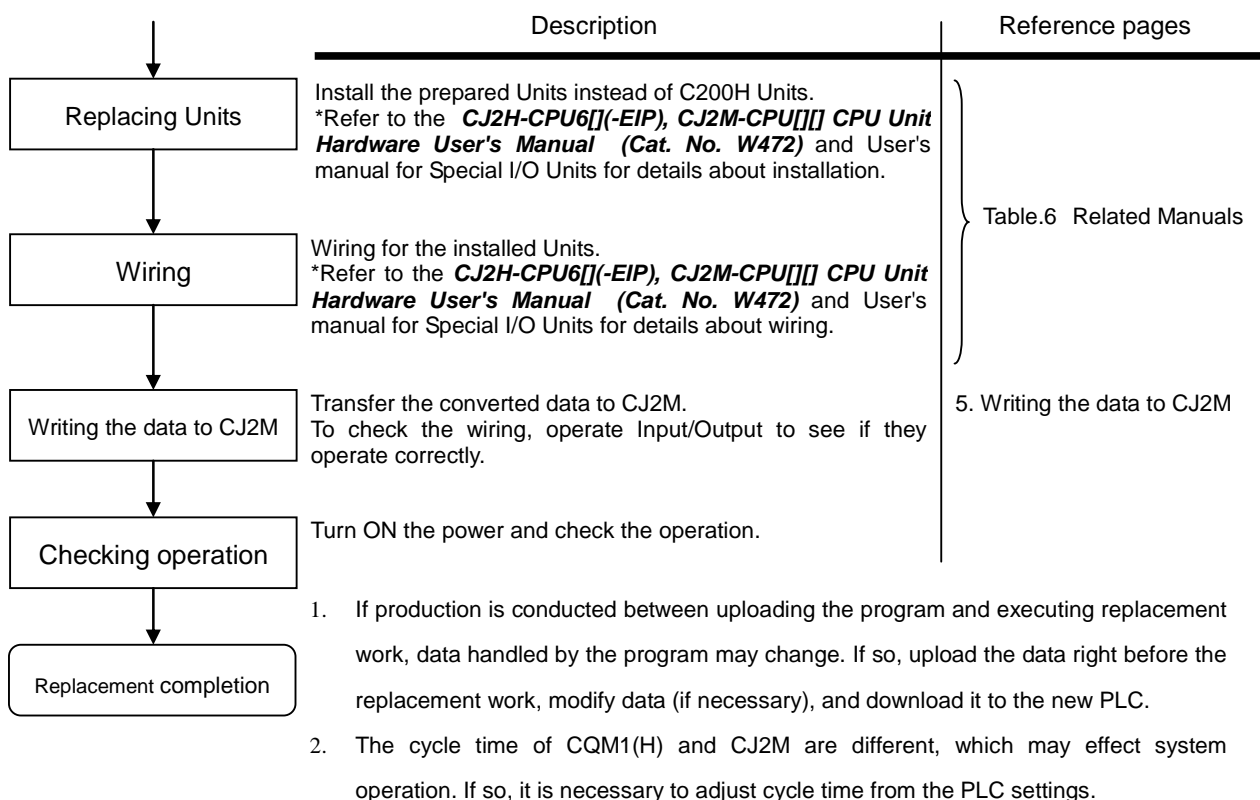 Description Reference pages
Replacing Units
Install the prepared Units instead of C200H Units.
*Refer to the CJ2H-CPU6[](-EIP), CJ2M-CPU[][] CPU Unit
Hardware User's Manual (Cat. No. W472) and User's
manual for Special I/O Units for details about installation.
Table.6 Related Manuals
Wiring
Wiring for the installed Units.
*Refer to the CJ2H-CPU6[](-EIP), CJ2M-CPU[][] CPU Unit
Hardware User's Manual (Cat. No. W472) and User's
manual for Special I/O Units for details about wiring.
Writing the data to CJ2M
Transfer the converted data to CJ2M.
To check the wiring, operate Input/Output to see if they
operate correctly.
5. Writing the data to CJ2M
Checking operation
Turn ON the power and check the operation.
Replacement completion
1. If production is conducted between uploading the program and executing replacement
work, data handled by the program may change. If so, upload the data right before the
replacement work, modify data (if necessary), and download it to the new PLC.
2. The cycle time of CQM1(H) and CJ2M are different, which may effect system
operation. If so, it is necessary to adjust cycle time from the PLC settings.